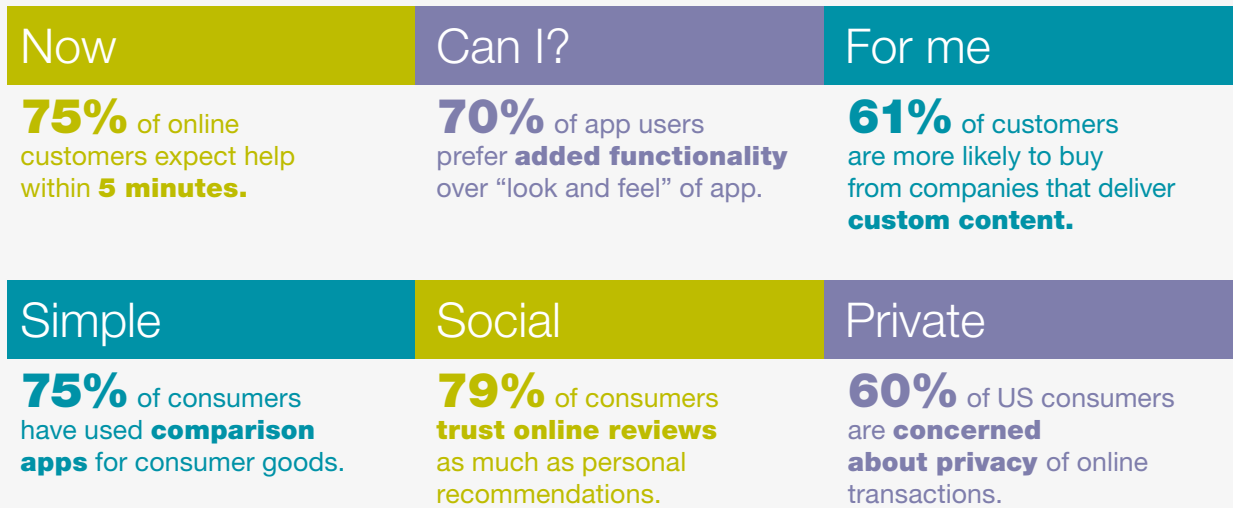 Now
75% of online
customers expect help
within 5 minutes.
Can I?
70% of app users
prefer added functionality
over “look and feel” of app.
For me
61% of customers
are more likely to buy
from companies that deliver
custom content.
Simple
75% of consumers
have used comparison
apps for consumer goods.
Social
79% of consumers
trust online reviews
as much as personal
recommendations.
Private
60% of US consumers
are concerned
about privacy of online
transactions.